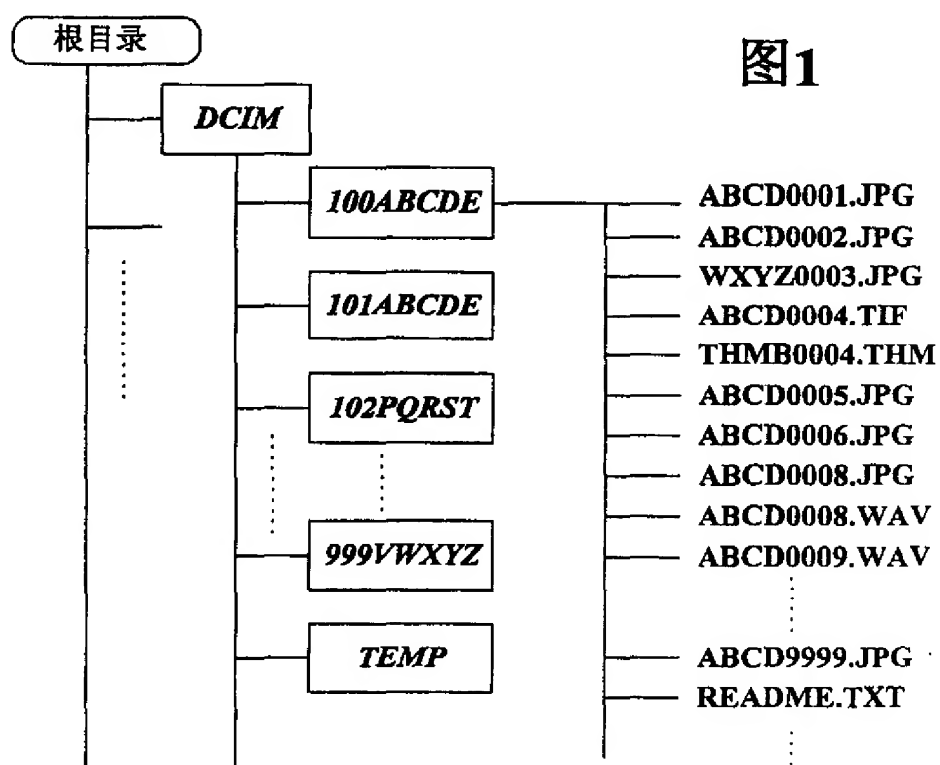 根目录
图1
DCIM
100ABCDE
101ABCDE
102PQRST
999VWXYZ
TEMP
ABCD0001.JPG
ABCD0002.JPG
WXYZ0003.JPG
ABCD0004.TIF
THMB0004.THM
ABCD0005.JPG
ABCD0006.JPG
ABCD0008.JPG
ABCD0008.WAV
ABCD0009.WAV
ABCD9999.JPG
README.TXT